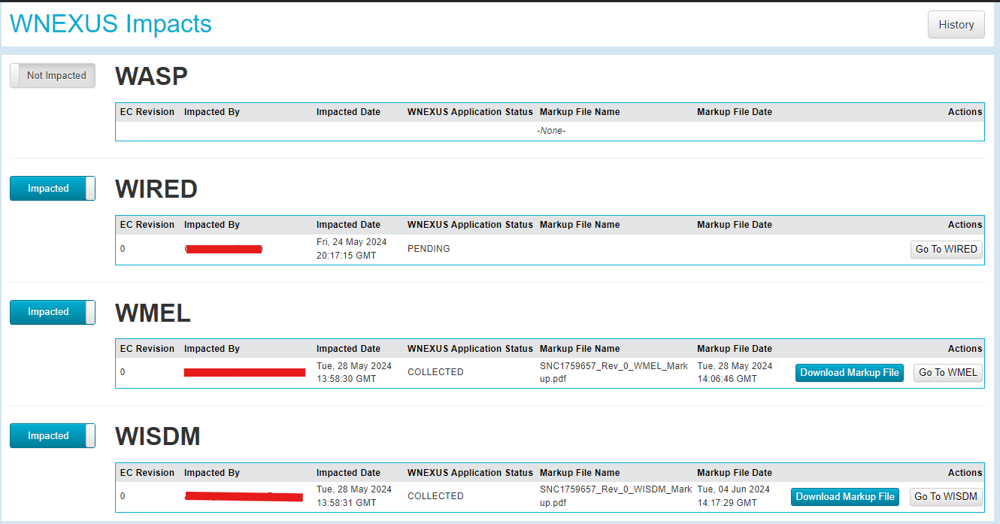 WNEXUS Impacts
History
Not Impacted
WASP
EC Revision Impacted By Impacted Date WNEXUS Application Status Markup File Name Markup File Date Actions
-None-
Impacted
WIRED
EC Revision Impacted By Impacted Date WNEXUS Application Status Markup File Name Markup File Date Actions
0 Fri, 24 May 2024 PENDING Go To WIRED
20:17:15 GMT
Impacted
WMEL
EC Revision Impacted By Impacted Date WNEXUS Application Status Markup File Name Markup File Date Actions
0 Tue, 28 May 2024 COLLECTED SNC1759657_Rev_0_WMEL_Mark Tue, 28 May 2024 Download Markup File Go To WMEL
13:58:30 GMT up.pdf 14:06:46 GMT
Impacted
WISDM
EC Revision Impacted By Impacted Date WNEXUS Application Status Markup File Name Markup File Date Actions
0 Tue, 28 May 2024 COLLECTED SNC1759657_Rev_0_WISDM_Mark Tue, 04 Jun 2024 Download Markup File Go To WISDM
13:58:31 GMT up.pdf 14:17:29 GMT